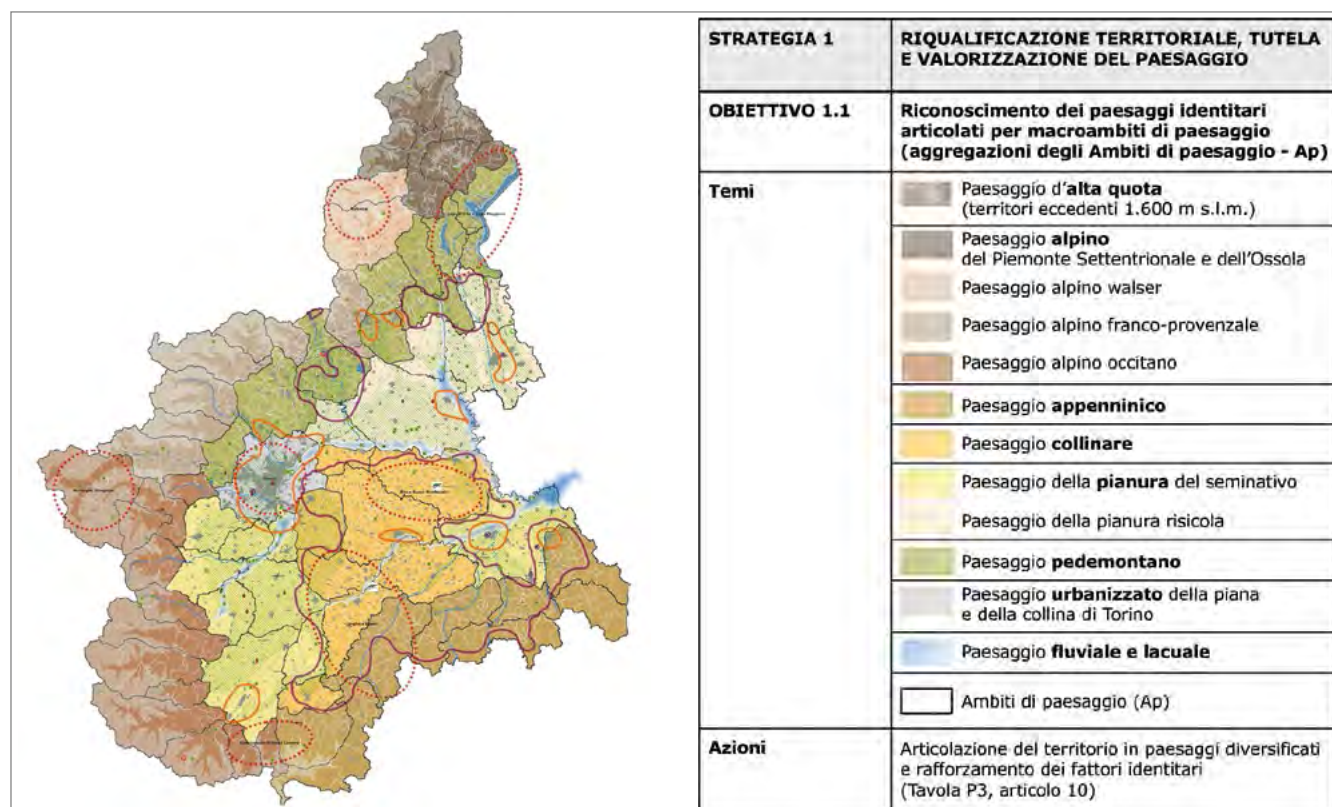 STRATEGIA 1
RIQUALIFICAZIONE TERRITORIALE, TUTELA
E VALORIZZAZIONE DEL PAESAGGIO
OBIETTIVO 1.1
Riconoscimento dei paesaggi identitari
articolati per macroambiti di paesaggio
(aggregazioni degli Ambiti di paesaggio - Ap)
Temi
Paesaggio d'alta quota
(territori eccedenti 1.600 m s.l.m.)
Paesaggio alpino
del Piemonte Settentrionale e dell'Ossola
Paesaggio alpino walser
Paesaggio alpino franco-provenzale
Paesaggio alpino occitano
Paesaggio appenninico
Paesaggio collinare
Paesaggio della pianura del seminativo
Paesaggio della pianura risicola
Paesaggio pedemontano
Paesaggio urbanizzato della piana
e della collina di Torino
Paesaggio fluviale e lacuale
Ambiti di paesaggio (Ap)
Azioni
Articolazione del territorio in paesaggi diversificati
e rafforzamento dei fattori identitari
(Tavola P3, articolo 10)